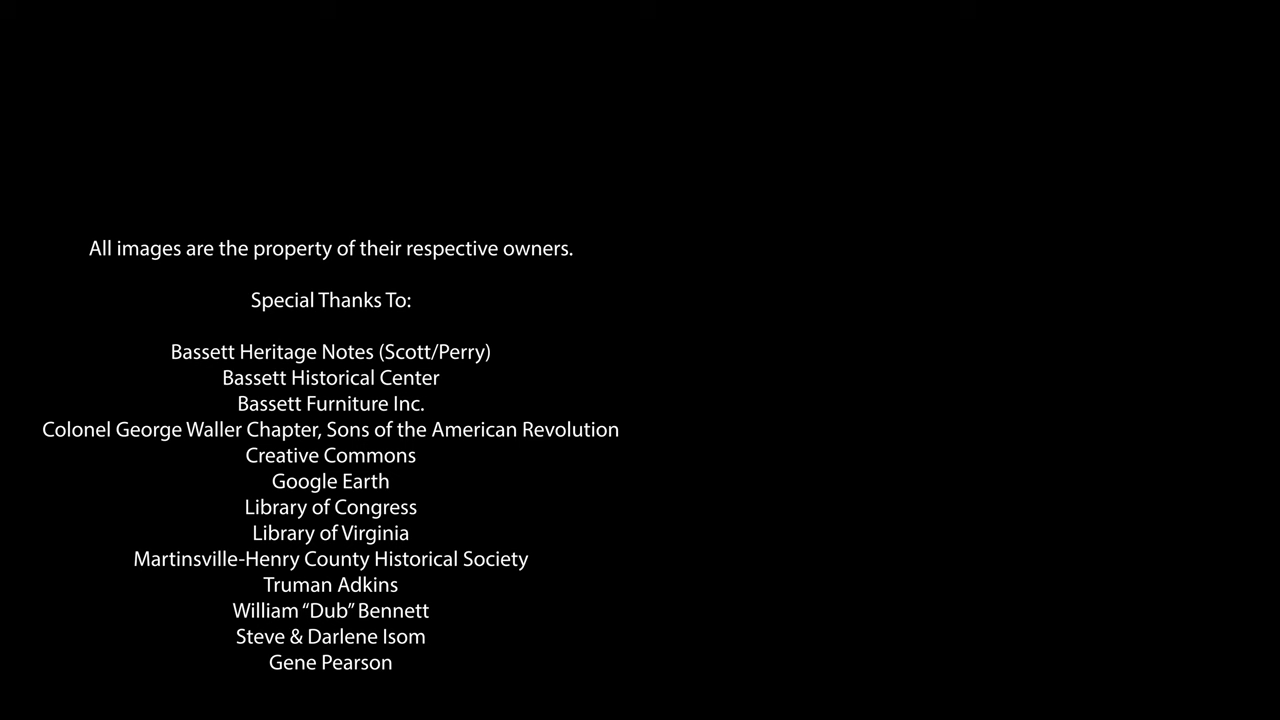 All images are the property of their respective owners.
Special Thanks To:
Bassett Heritage Notes (Scott/Perry)
Bassett Historical Center
Bassett Furniture Inc.
Colonel George Waller Chapter, Sons of the American Revolution
Creative Commons
Google Earth
Library of Congress
Library of Virginia
Martinsville-Henry County Historical Society
Truman Adkins
William “Dub” Bennett
Steve & Darlene Isom
Gene Pearson